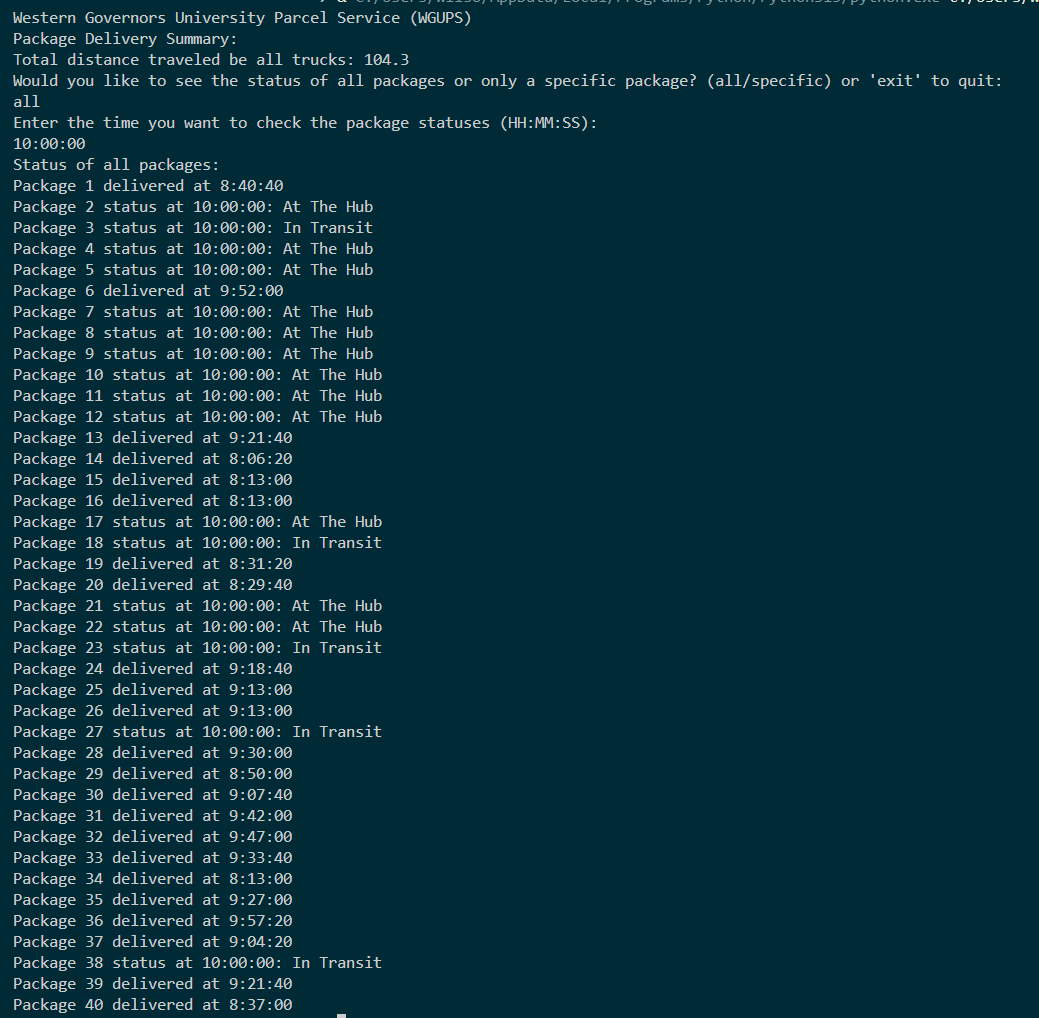 Western Governors University Parcel Service (WGUPS)
Package Delivery Summary:
Total distance traveled be all trucks: 104.3
Would you like to see the status of all packages or only a specific package? (all/specific) or 'exit' to quit:
all
Enter the time you want to check the package statuses (HH:MM:SS):
10:00:00
Status of all packages:
Package 1 delivered at 8:40:40
Package 2 status at 10:00:00: At The Hub
Package 3 status at 10:00:00: In Transit
Package 4 status at 10:00:00: At The Hub
Package 5 status at 10:00:00: At The Hub
Package 6 delivered at 9:52:00
Package 7 status at 10:00:00: At The Hub
Package 8 status at 10:00:00: At The Hub
Package 9 status at 10:00:00: At The Hub
Package 10 status at 10:00:00: At The Hub
Package 11 status at 10:00:00: At The Hub
Package 12 status at 10:00:00: At The Hub
Package 13 delivered at 9:21:40
Package 14 delivered at 8:06:20
Package 15 delivered at 8:13:00
Package 16 delivered at 8:13:00
Package 17 status at 10:00:00: At The Hub
Package 18 status at 10:00:00: In Transit
Package 19 delivered at 8:31:20
Package 20 delivered at 8:29:40
Package 21 status at 10:00:00: At The Hub
Package 22 status at 10:00:00: At The Hub
Package 23 status at 10:00:00: In Transit
Package 24 delivered at 9:18:40
Package 25 delivered at 9:13:00
Package 26 delivered at 9:13:00
Package 27 status at 10:00:00: In Transit
Package 28 delivered at 9:30:00
Package 29 delivered at 8:50:00
Package 30 delivered at 9:07:40
Package 31 delivered at 9:42:00
Package 32 delivered at 9:47:00
Package 33 delivered at 9:33:40
Package 34 delivered at 8:13:00
Package 35 delivered at 9:27:00
Package 36 delivered at 9:57:20
Package 37 delivered at 9:04:20
Package 38 status at 10:00:00: In Transit
Package 39 delivered at 9:21:40
Package 40 delivered at 8:37:00